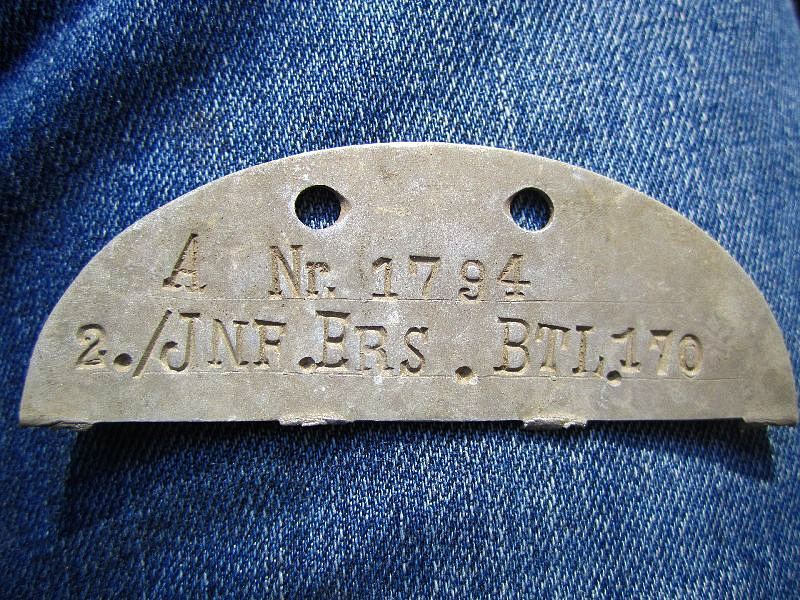 A Nr. 1794
2./JNF.ERS. BTL.170